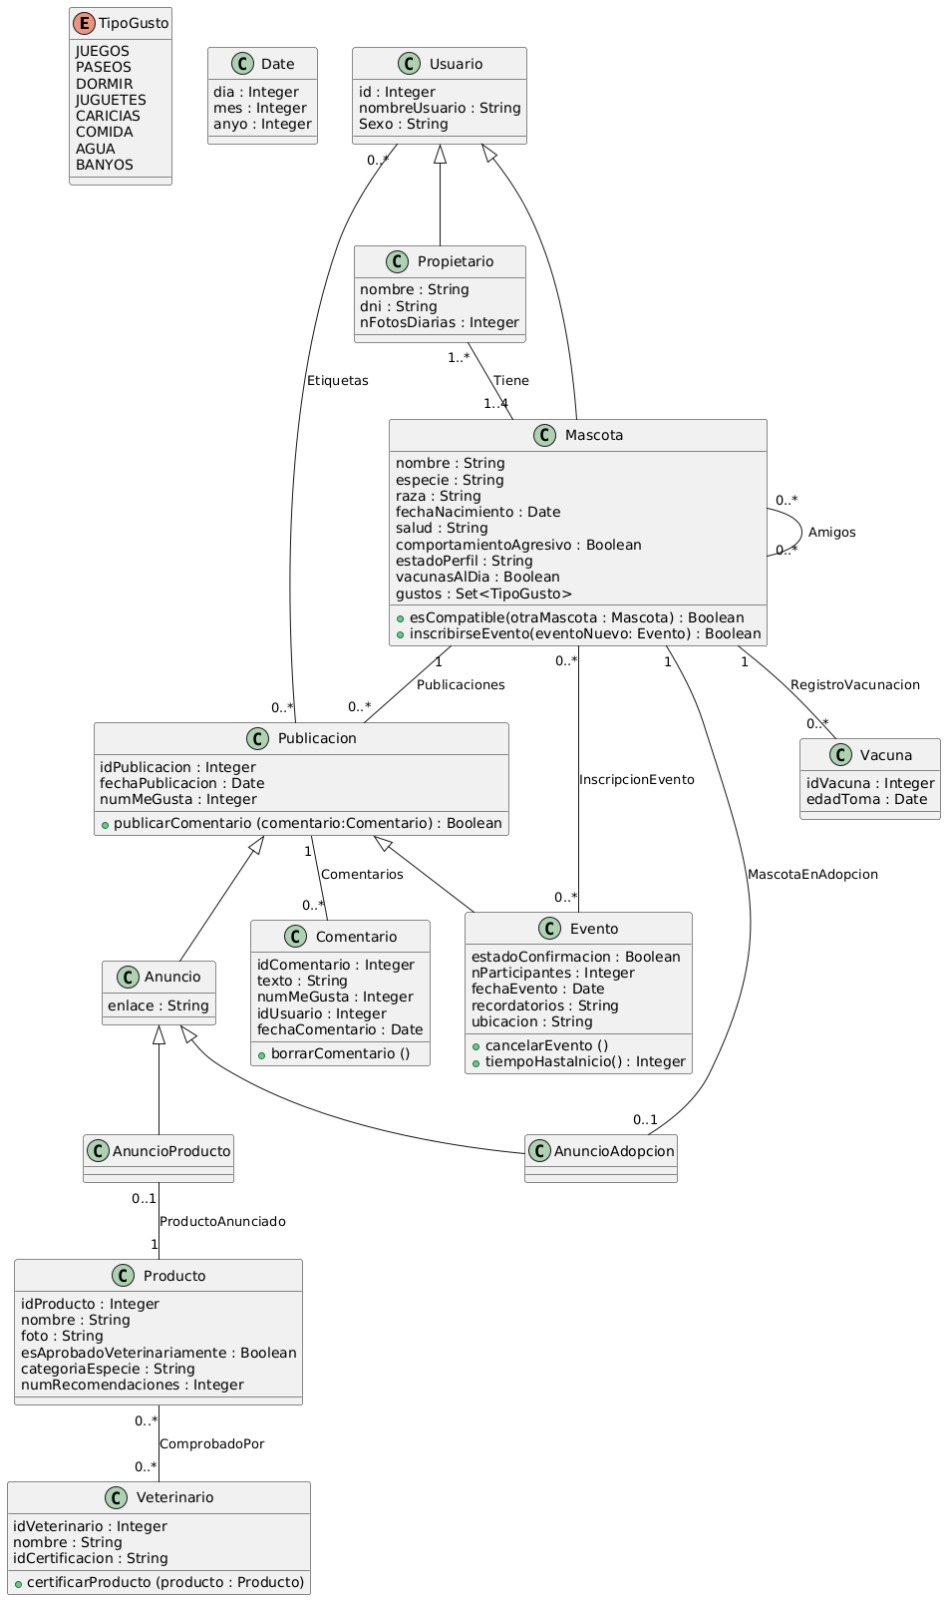 E TipoGusto
JUEGOS
PASEOS
DORMIR
JUGUETES
CARICIAS
COMIDA
AGUA
BANYOS
C Date
dia : Integer
mes : Integer
anyo : Integer
C Usuario
id : Integer
nombreUsuario : String
Sexo : String
0..*
C Propietario
nombre : String
dni : String
nFotosDiarias : Integer
1..*
Tiene
1..4
Etiquetas
C Mascota
nombre : String
especie : String
raza : String
fechaNacimiento : Date
salud : String
comportamientoAgresivo : Boolean
estadoPerfil : String
vacunasAlDia : Boolean
gustos : Set<TipoGusto>
esCompatible(otraMascota : Mascota) : Boolean
inscribirseEvento(eventoNuevo: Evento) : Boolean
0..*
Amigos
0..*
1
0..*
1
1
Publicaciones
RegistroVacunacion
0..*
0..*
0..*
C Publicacion
idPublicacion : Integer
fechaPublicacion : Date
numMeGusta : Integer
publicarComentario (comentario:Comentario) : Boolean
C Vacuna
idVacuna : Integer
edadToma : Date
InscripcionEvento
1
Comentarios
MascotaEnAdopcion
0..*
0..*
C Anuncio
enlace : String
C Comentario
idComentario : Integer
texto : String
numMeGusta : Integer
idUsuario : Integer
fechaComentario : Date
borrarComentario ()
C Evento
estadoConfirmacion : Boolean
nParticipantes : Integer
fechaEvento : Date
recordatorios : String
ubicacion : String
cancelarEvento ()
tiempoHastaInicio() : Integer
0..1
C AnuncioProducto
C AnuncioAdopcion
0..1
ProductoAnunciado
1
C Producto
idProducto : Integer
nombre : String
foto : String
esAprobadoVeterinariamente : Boolean
categoriaEspecie : String
numRecomendaciones : Integer
0..*
ComprobadoPor
0..*
C Veterinario
idVeterinario : Integer
nombre : String
idCertificacion : String
certificarProducto (producto : Producto)